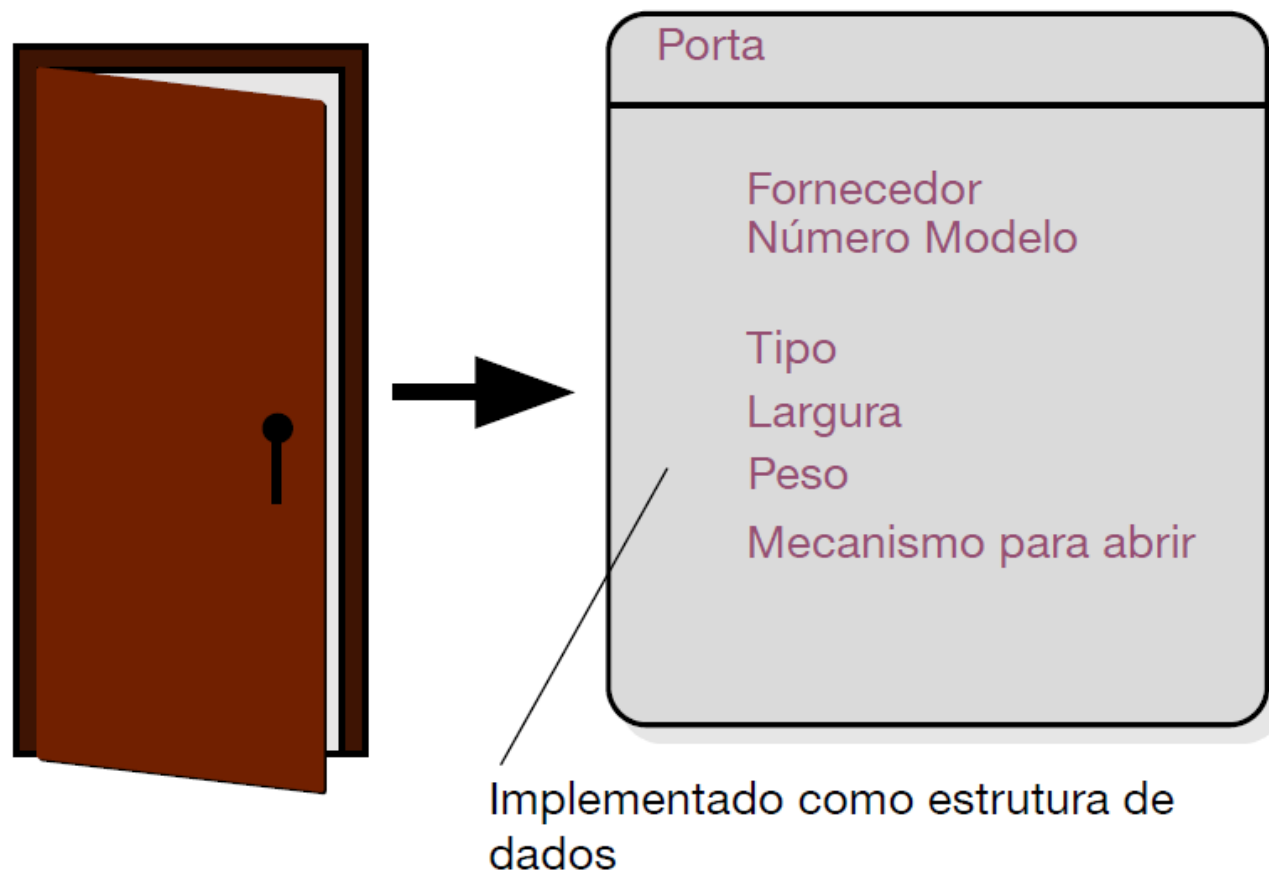 Porta
Fornecedor
Número Modelo
Tipo
Largura
Peso
Mecanismo para abrir
Implementado como estrutura de
dados